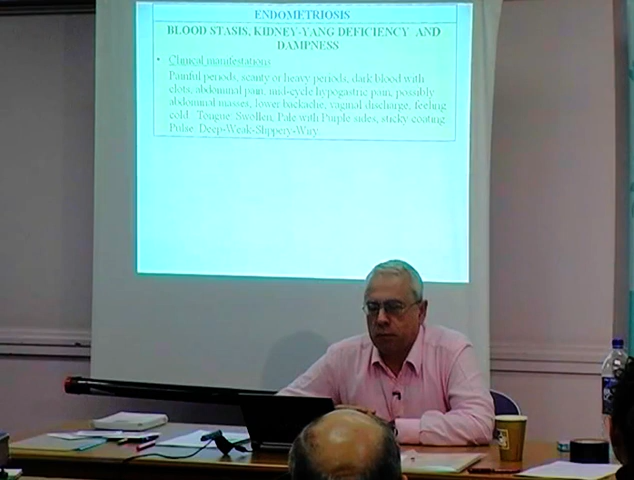 ENDOMETRIOSIS
BLOOD STASIS, KIDNEY-YANG DEFICIENCY AND
DAMPNESS
• Clinical manifestations
Painful periods, scanty or heavy periods, dark blood with
clots, abdominal pain, mid-cycle hypogastric pain, possibly
abdominal masses, lower backache, vaginal discharge, feeling
cold. Tongue: Swollen, Pale with Purple sides, sticky coating.
Pulse: Deep-Weak-Slippery-Wiry.